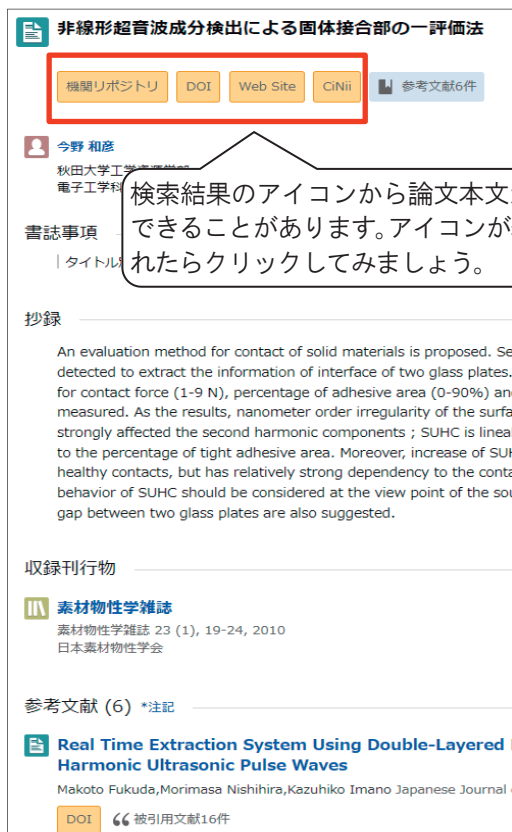 非線形超音波成分検出による固体接合部の一評価法
機関リポジトリ DOI Web Site CiNii 参考文献6件
今野 和彦
秋田大学工学資源学部
電子工学科
検索結果のアイコンから論文本文
できることがあります。アイコンが
れたらクリックしてみましょう。
書誌事項
| タイトル
抄録
An evaluation method for contact of solid materials is proposed. Se
detected to extract the information of interface of two glass plates.
for contact force (1-9 N), percentage of adhesive area (0-90%) an
measured. As the results, nanometer order irregularity of the surfa
strongly affected the second harmonic components ; SUHC is linea
to the percentage of tight adhesive area. Moreover, increase of SU
healthy contacts, but has relatively strong dependency to the conta
behavior of SUHC should be considered at the view point of the sou
gap between two glass plates are also suggested.
収録刊行物
素材物性学雑誌
素材物性学雑誌 23 (1), 19-24, 2010
日本素材物性学会
参考文献 (6) *注記
Real Time Extraction System Using Double-Layered
Harmonic Ultrasonic Pulse Waves
Makoto Fukuda,Morimasa Nishihira,Kazuhiko Imano Japanese Journal
DOI 被引用文献16件